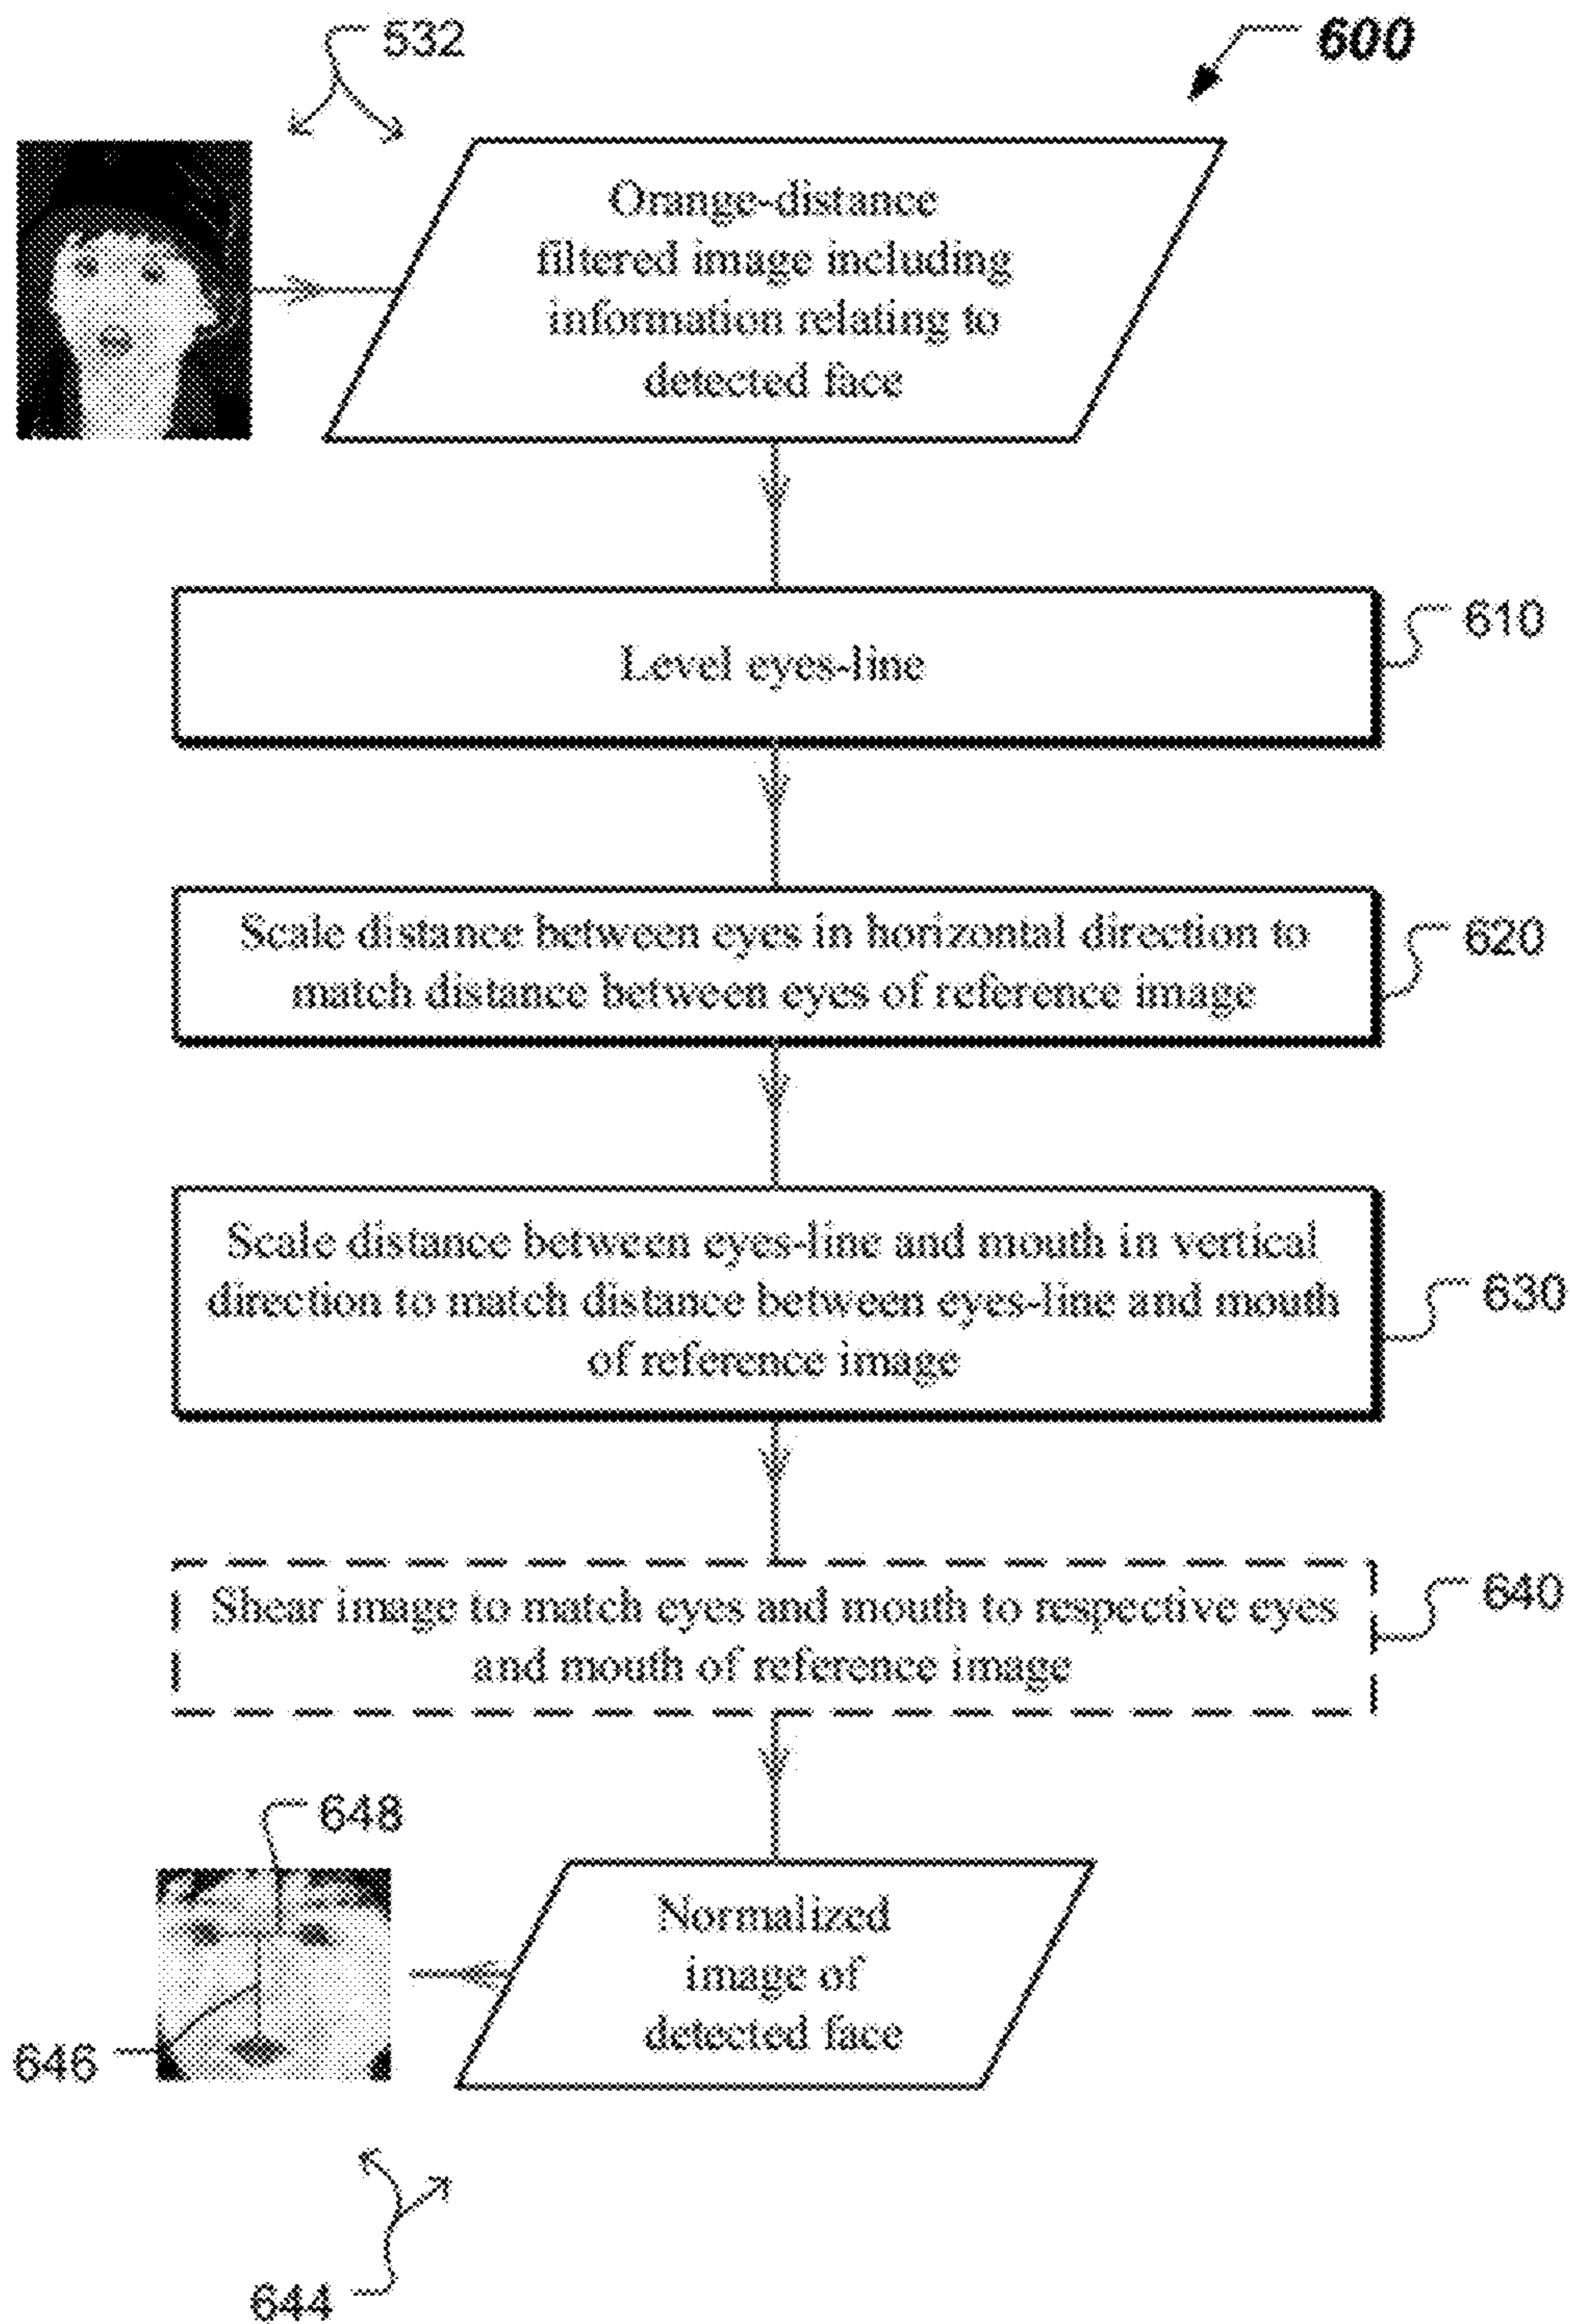 532
600
Orange-distance
filtered image including
information relating to
detected face
Level eyes-line
610
Scale distance between eyes in horizontal direction to
match distance between eyes of reference image
620
Scale distance between eyes-line and mouth in vertical
direction to match distance between eyes-line and mouth
of reference image
630
Shear image to match eyes and mouth to respective eyes
and mouth of reference image
640
648
Normalized
image of
detected face
646
644